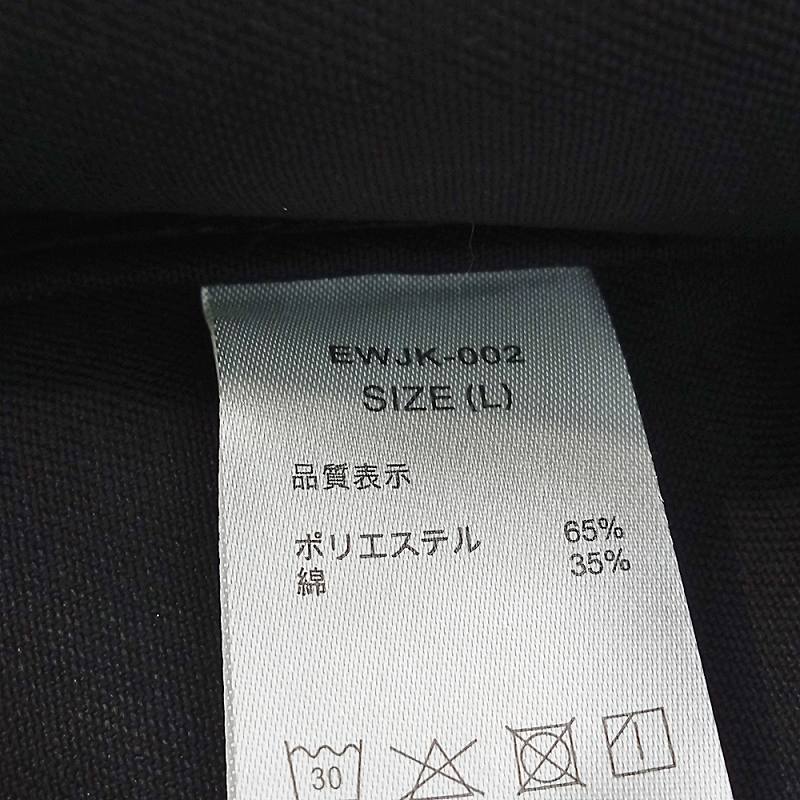 EWJK-002
SIZE (L)
品質表示
ポリエステル 65%
綿 35%
30